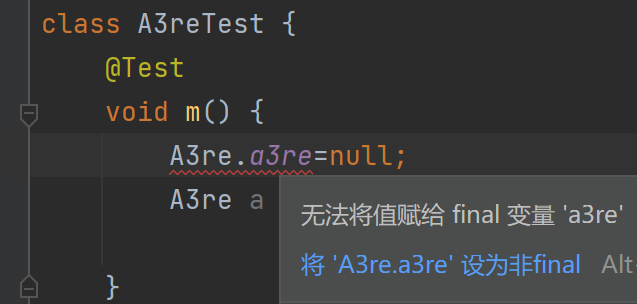 class A3reTest {
@Test
void m() {
A3re.a3re=null;
A3re a
无法将值赋给 final 变量 'a3re'
将 'A3re.a3re' 设为非final Alt-
}